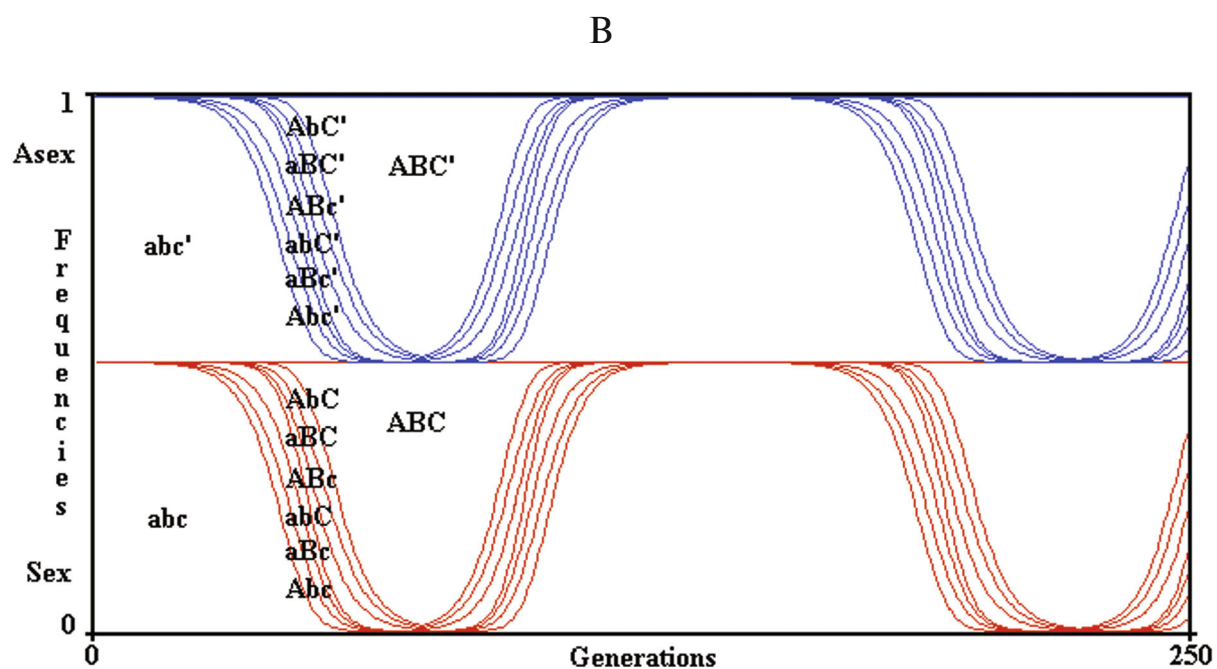 B
1
Asex
Frequencies
Sex
0
abc'
AbC'
aBC'
ABc'
abC'
aBc'
Abc'
ABC'
abc
AbC
aBC
ABc
abC
aBc
Abc
ABC
0
Generations
250